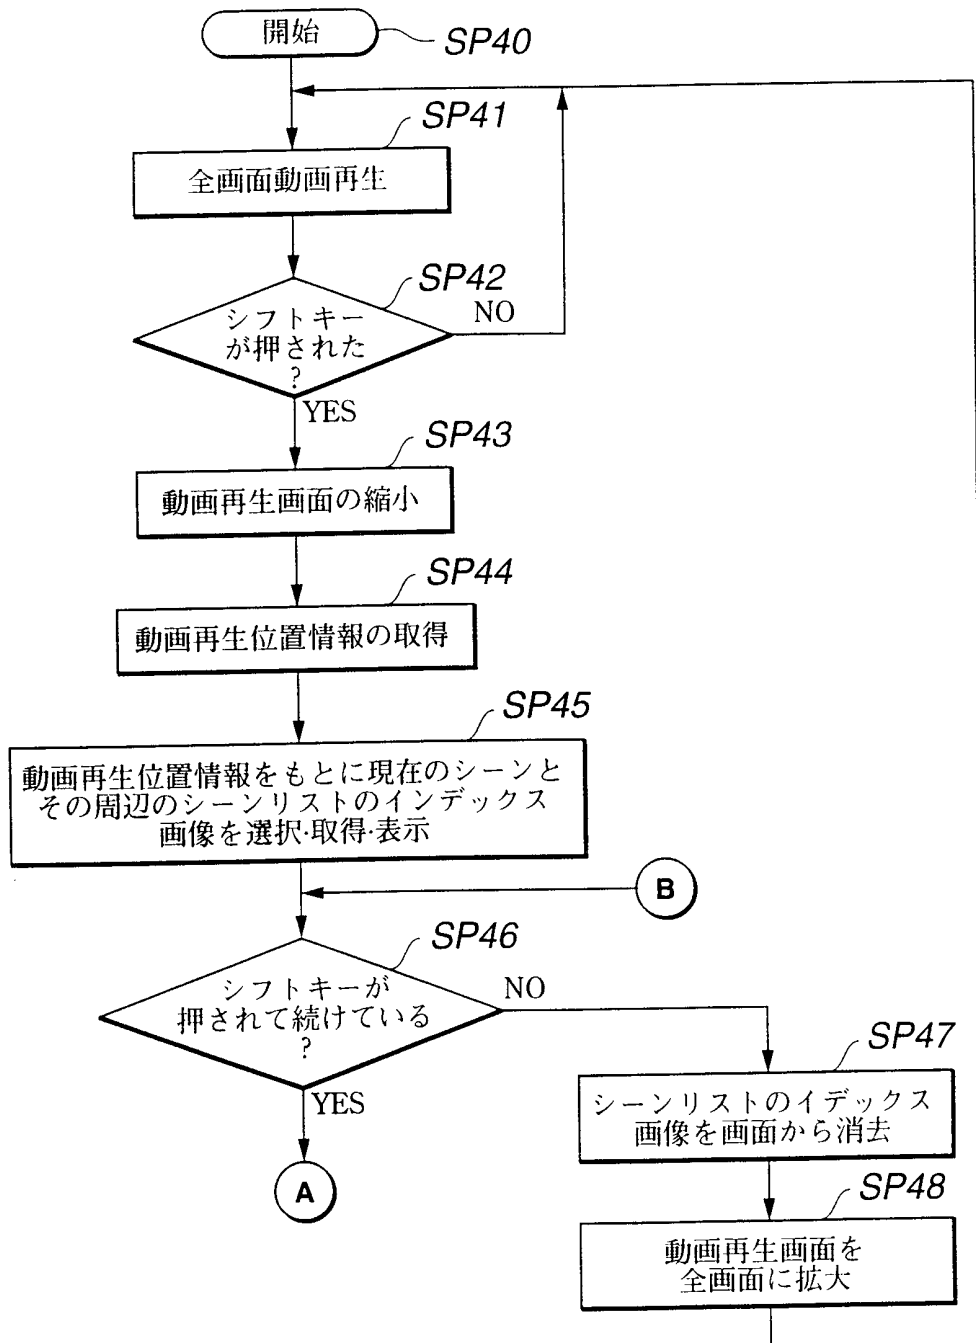 開始
SP40
SP41
全画面動画再生
SP42
シフトキー
が押された
?
NO
YES
SP43
動画再生画面の縮小
SP44
動画再生位置情報の取得
SP45
動画再生位置情報をもとに現在のシーンと
その周辺のシーンリストのインデックス
画像を選択·取得·表示
B
SP46
シフトキーが
押されて続けている
?
NO
YES
A
SP47
シーンリストのイデックス
画像を画面から消去
SP48
動画再生画面を
全画面に拡大